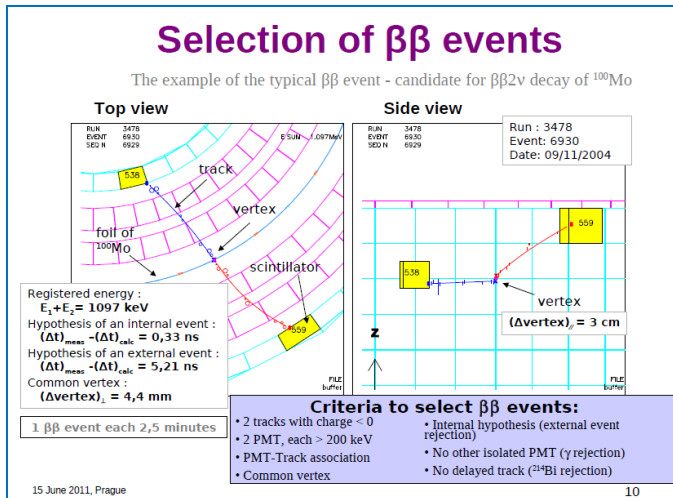 Selection of ββ events
The example of the typical ββ event - candidate for ββ2ν decay of ¹⁰⁰Mo
Top view
Side view
RUN 3478
EVENT 6930
SEQ N 6929
E SUM 1.097MeV
538
track
vertex
foil of
¹⁰⁰Mo
scintillator
559
FILE
buffer
RUN 3478
EVENT 6930
SEQ N 6929
Run : 3478
Event: 6930
Date: 09/11/2004
559
538
vertex
(Δvertex)// = 3 cm
z
FILE
buffer
Registered energy :
E₁+E₂= 1097 keV
Hypothesis of an internal event :
(Δt)meas -(Δt)calc = 0,33 ns
Hypothesis of an external event :
(Δt)meas -(Δt)calc = 5,21 ns
Common vertex :
(Δvertex)⊥ = 4,4 mm
1 ββ event each 2,5 minutes
Criteria to select ββ events:
• 2 tracks with charge < 0
• 2 PMT, each > 200 keV
• PMT-Track association
• Common vertex
• Internal hypothesis (external event
rejection)
• No other isolated PMT (γ rejection)
• No delayed track (²¹⁴Bi rejection)
15 June 2011, Prague
10